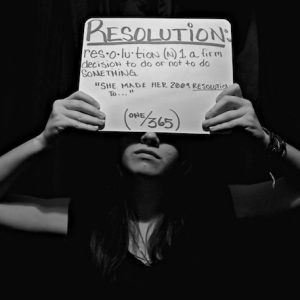 RESOLUTION:
res•o•lu•tion (N) 1. a firm
decision to do or not to do
SOMETHING.
"SHE MADE HER 2009 RESOLUTION
TO..."
(ONE/365)